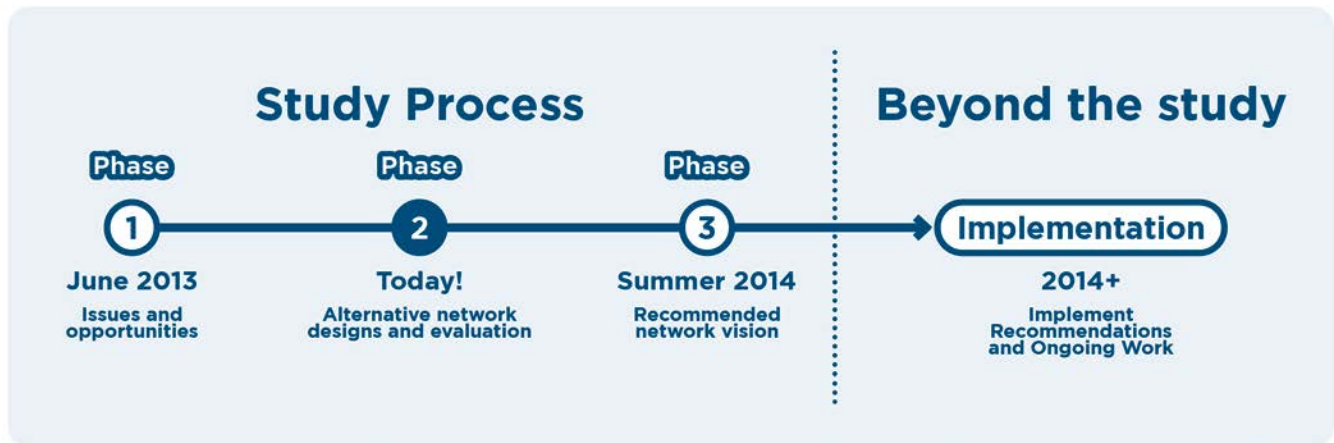 Study Process
Beyond the study
Phase
Phase
Phase
1
2
3
Implementation
June 2013
Today!
Summer 2014
2014+
Issues and
opportunities
Alternative network
designs and evaluation
Recommended
network vision
Implement
Recommendations
and Ongoing Work